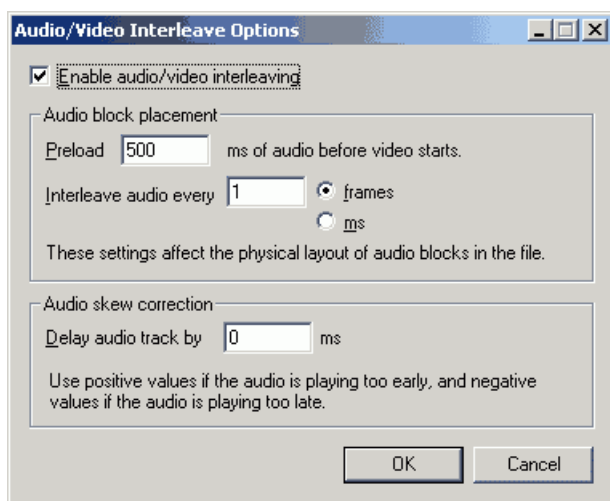 Audio/Video Interleave Options
Enable audio/video interleaving
Audio block placement
Preload 500 ms of audio before video starts.
Interleave audio every 1 frames
ms
These settings affect the physical layout of audio blocks in the file.
Audio skew correction
Delay audio track by 0 ms
Use positive values if the audio is playing too early, and negative
values if the audio is playing too late.
OK Cancel